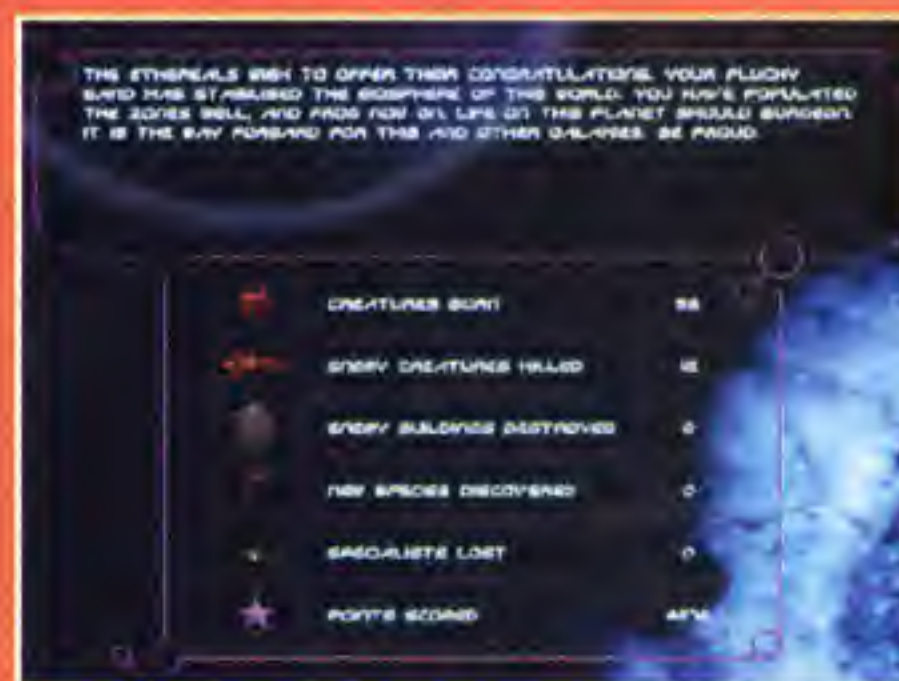 THE ETHEREALS WISH TO OFFER THEIR CONGRATULATIONS. YOUR PLUCKY
BAND HAS STABILISED THE BIOSPHERE OF THIS WORLD. YOU HAVE POPULATED
THE ZONES WELL, AND FROM NOW ON, LIFE ON THIS PLANET SHOULD BURGEON.
IT IS THE WAY FORWARD FOR THIS AND OTHER GALAXIES. BE PROUD.
CREATURES BORN
ENEMY CREATURES KILLED 12
ENEMY BUILDINGS DESTROYED 0
NEW SPECIES DISCOVERED 0
SPECIALISTS LOST 0
POINTS SCORED